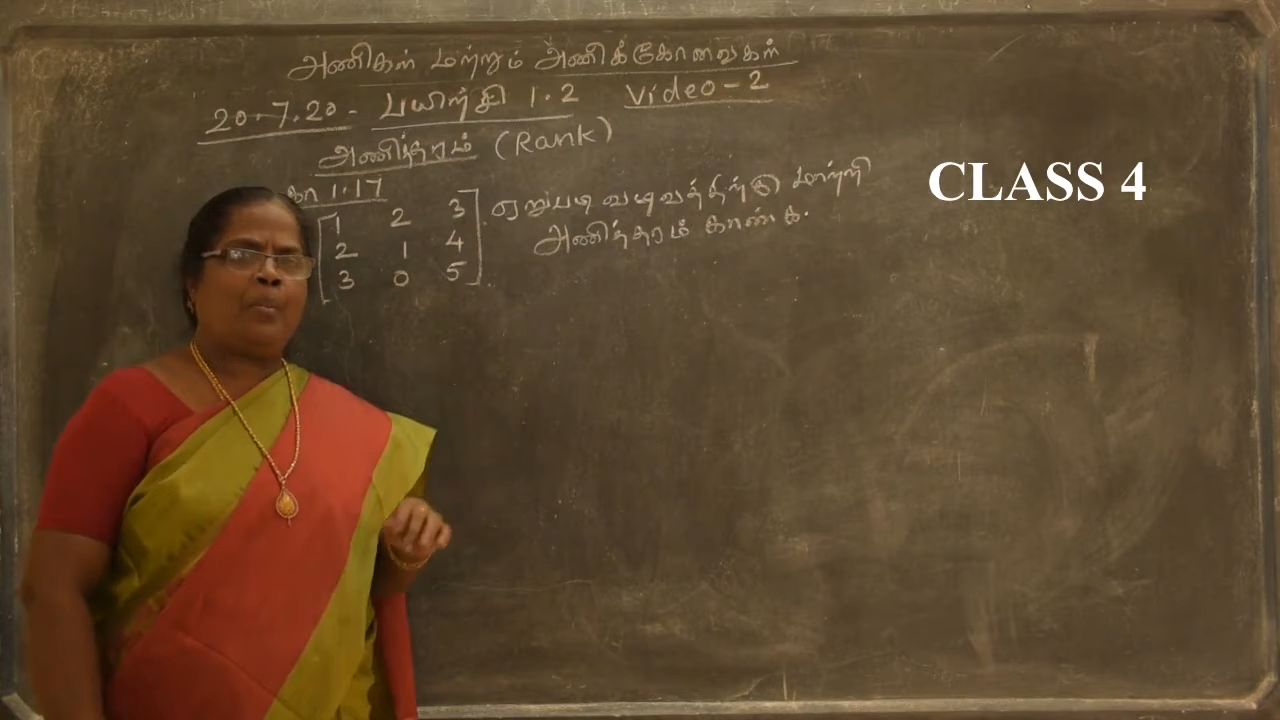 அணிகள் மற்றும் அணிக்கோவைகள்
20.7.20 - பயிற்சி 1.2 Video-2
அணித்தரம் (Rank)
கா 1.17
1 2 3
2 1 4
3 0 5
ஏறுபடி வடிவத்திற்கு மாற்றி
அணித்தரம் காண்க.
CLASS 4